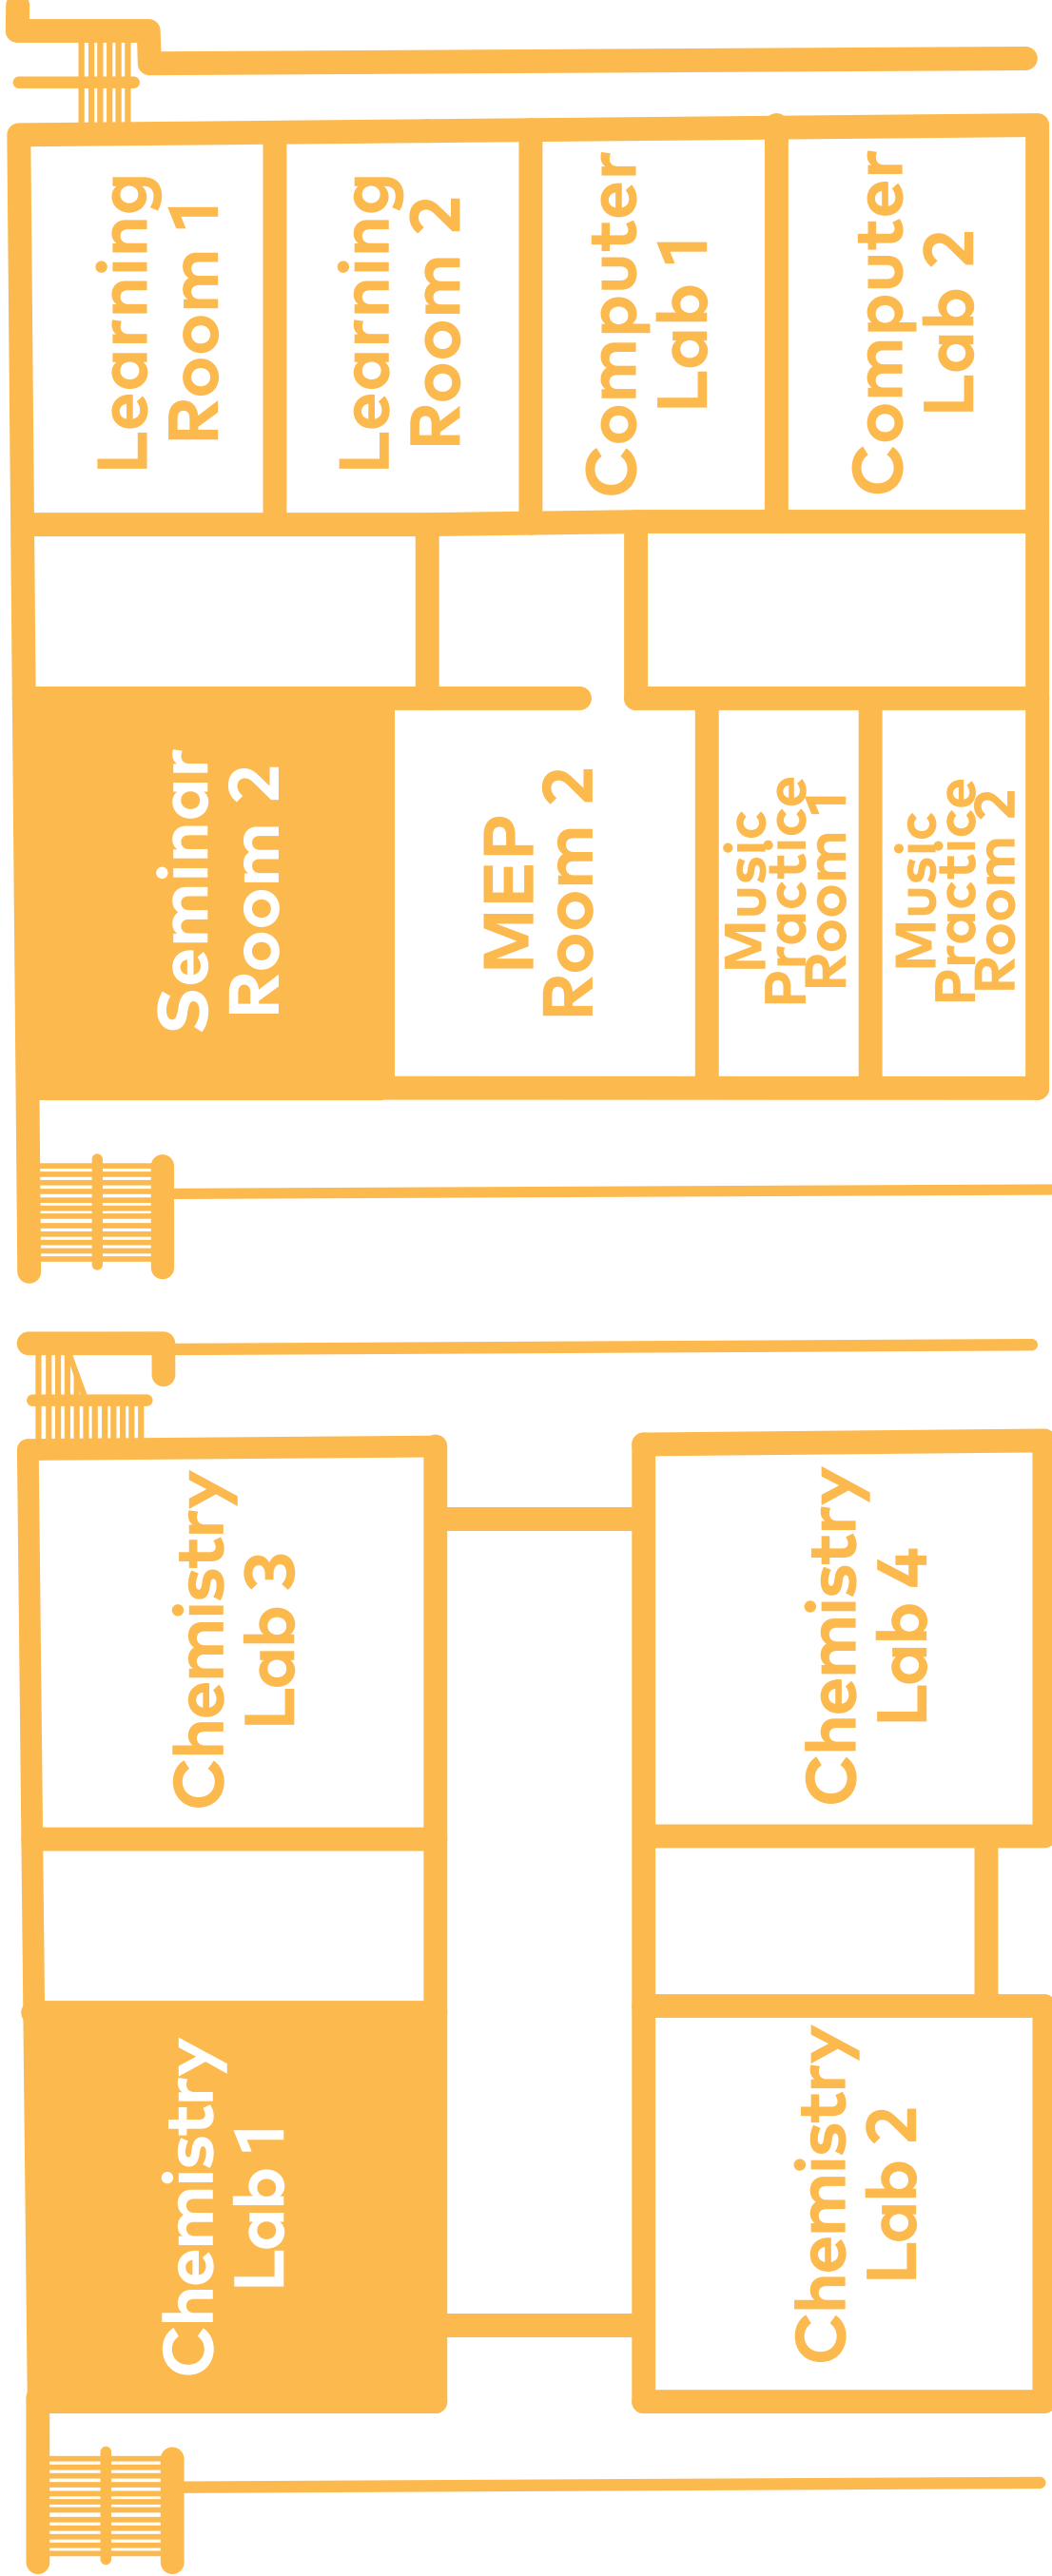 Learning
Room 1
Learning
Room 2
Computer
Lab 1
Computer
Lab 2
Seminar
Room 2
MEP
Room 2
Music
Practice
Room 1
Music
Practice
Room 2
Chemistry
Lab 3
Chemistry
Lab 4
Chemistry
Lab 1
Chemistry
Lab 2